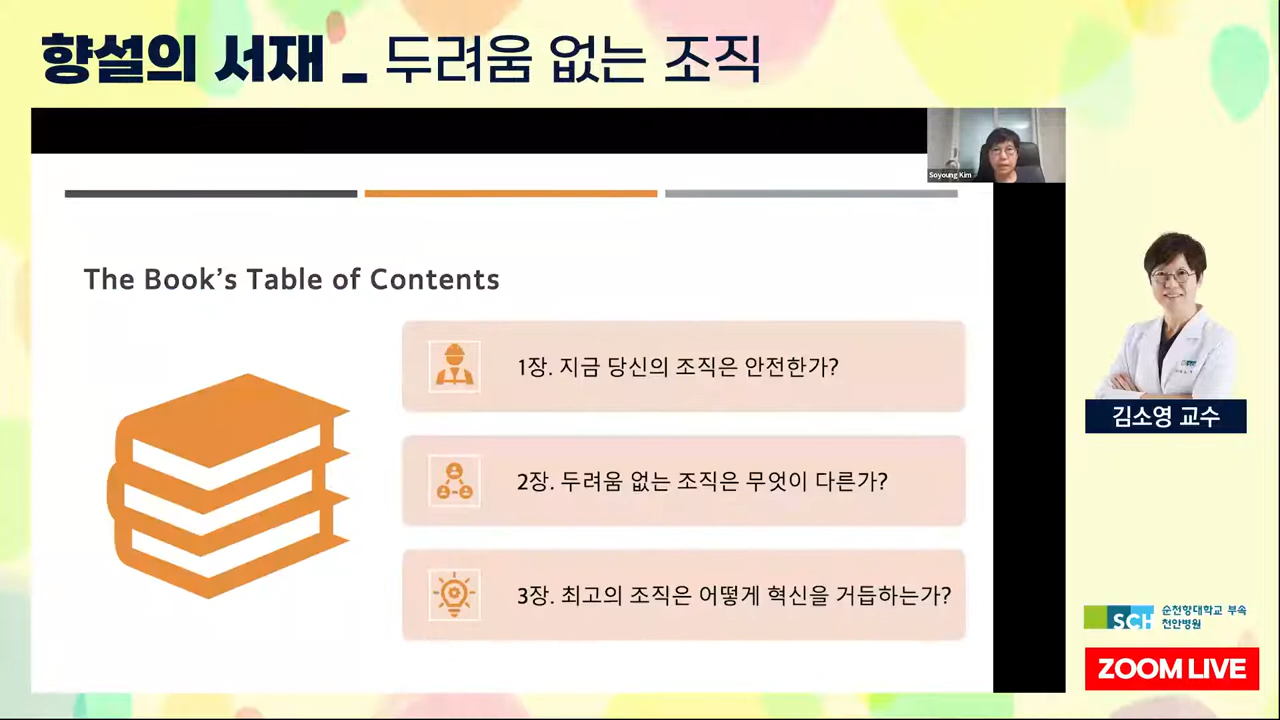 향설의 서재 _ 두려움 없는 조직
Soyoung Kim
The Book's Table of Contents
1장. 지금 당신의 조직은 안전한가?
2장. 두려움 없는 조직은 무엇이 다른가?
3장. 최고의 조직은 어떻게 혁신을 거듭하는가?
김소영 교수
SCH 순천향대학교 부속
천안병원
ZOOM LIVE